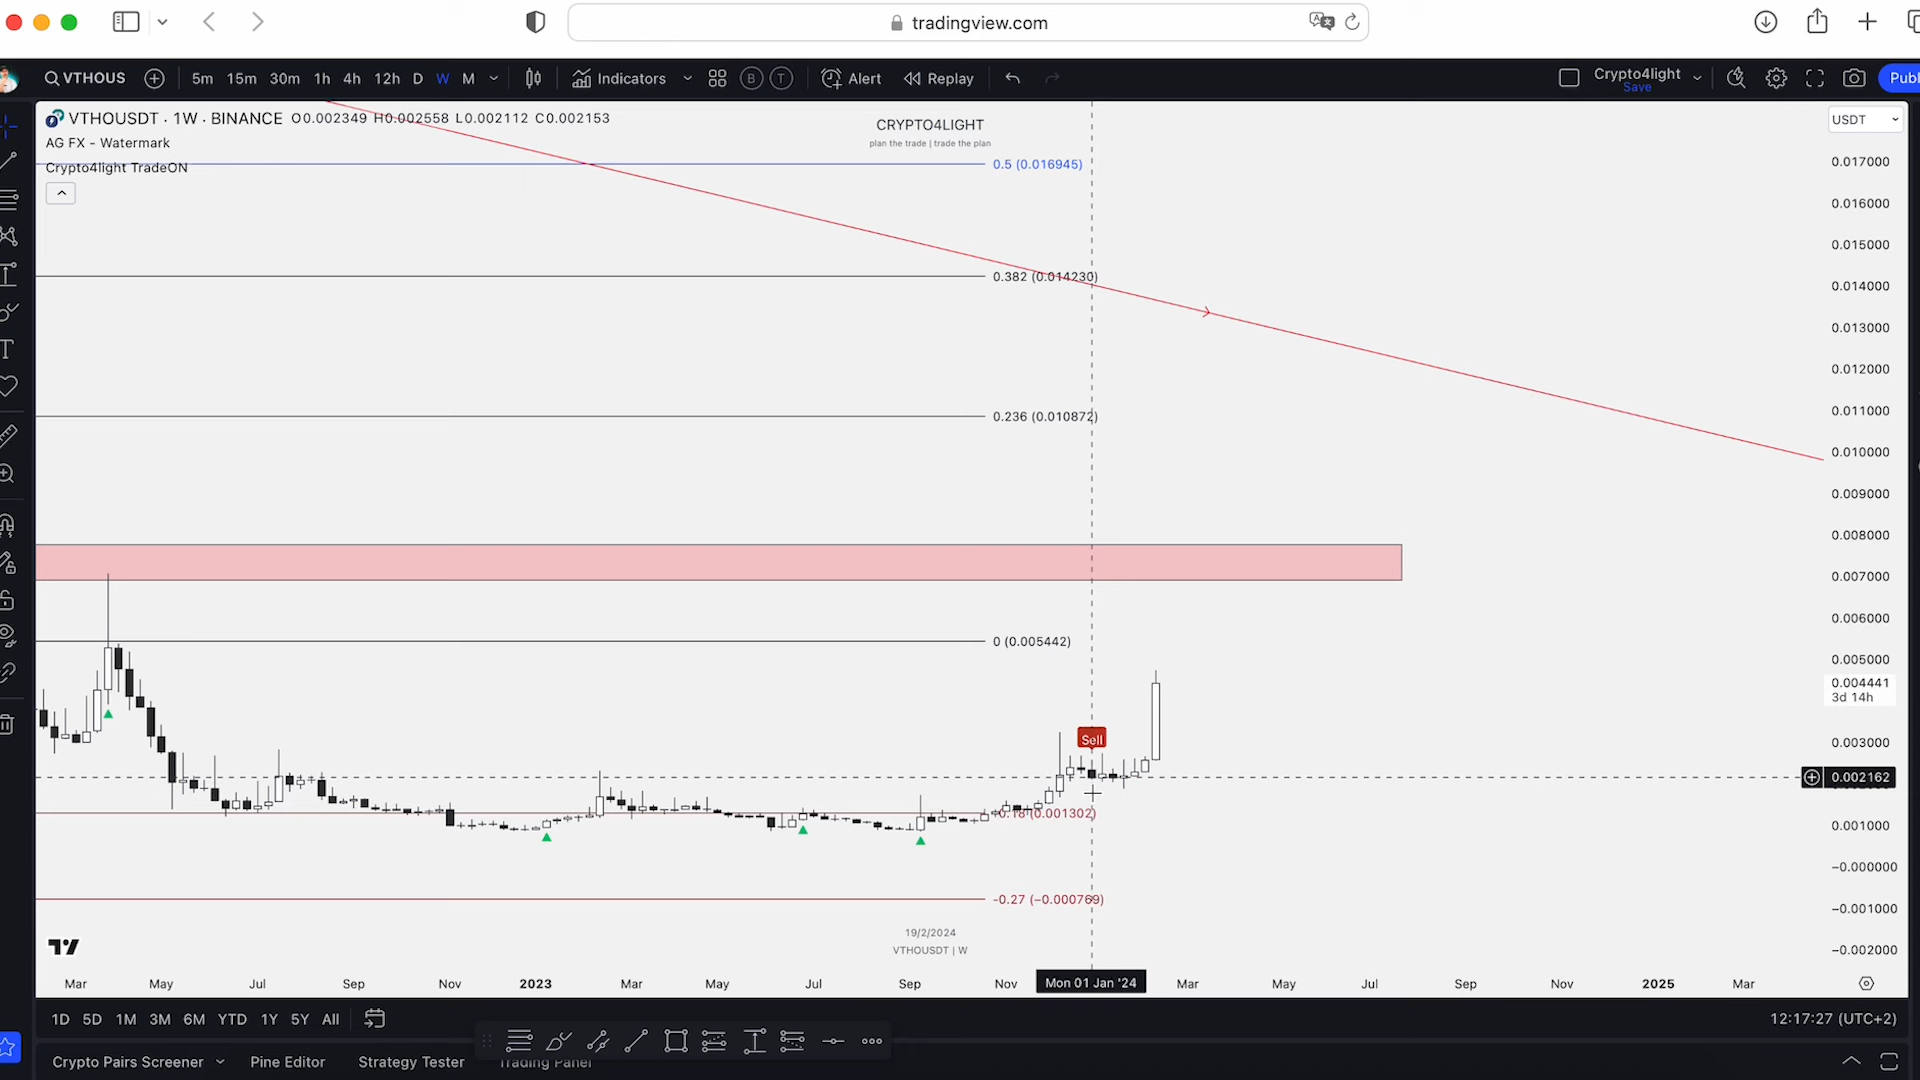 tradingview.com
VTHOUS 5m 15m 30m 1h 4h 12h D W M Indicators B T Alert Replay Crypto4light Save Publ
VTHOUSDT · 1W · BINANCE O0.002349 H0.002558 L0.002112 C0.002153
AG FX - Watermark
Crypto4light TradeON
CRYPTO4LIGHT
plan the trade | trade the plan
USDT
0.5 (0.016945)
0.382 (0.014230)
0.236 (0.010872)
0 (0.005442)
Sell
-0.18 (0.001302)
-0.27 (−0.000769)
0.017000
0.016000
0.015000
0.014000
0.013000
0.012000
0.011000
0.010000
0.009000
0.008000
0.007000
0.006000
0.005000
0.004441
3d 14h
0.003000
0.002162
0.001000
−0.000000
−0.001000
−0.002000
19/2/2024
VTHOUSDT | W
Mar May Jul Sep Nov 2023 Mar May Jul Sep Nov Mon 01 Jan '24 Mar May Jul Sep Nov 2025 Mar
1D 5D 1M 3M 6M YTD 1Y 5Y All 12:17:27 (UTC+2)
Crypto Pairs Screener Pine Editor Strategy Tester Trading Panel